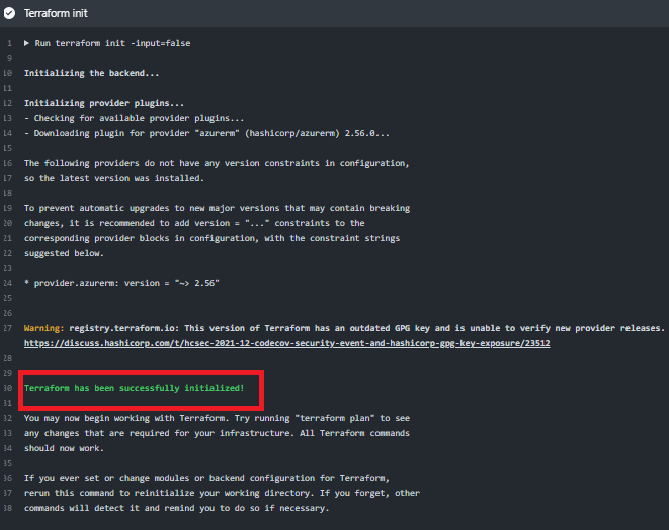 Terraform init
1 ▶ Run terraform init -input=false
9
10 Initializing the backend...
11
12 Initializing provider plugins...
13 - Checking for available provider plugins...
14 - Downloading plugin for provider "azurerm" (hashicorp/azurerm) 2.56.0...
15
16 The following providers do not have any version constraints in configuration,
17 so the latest version was installed.
18
19 To prevent automatic upgrades to new major versions that may contain breaking
20 changes, it is recommended to add version = "..." constraints to the
21 corresponding provider blocks in configuration, with the constraint strings
22 suggested below.
23
24 * provider.azurerm: version = "~> 2.56"
25
26
27 Warning: registry.terraform.io: This version of Terraform has an outdated GPG key and is unable to verify new provider releases.
https://discuss.hashicorp.com/t/hcsec-2021-12-codecov-security-event-and-hashicorp-gpg-key-exposure/23512
28
29
30 Terraform has been successfully initialized!
31
32 You may now begin working with Terraform. Try running "terraform plan" to see
33 any changes that are required for your infrastructure. All Terraform commands
34 should now work.
35
36 If you ever set or change modules or backend configuration for Terraform,
37 rerun this command to reinitialize your working directory. If you forget, other
38 commands will detect it and remind you to do so if necessary.